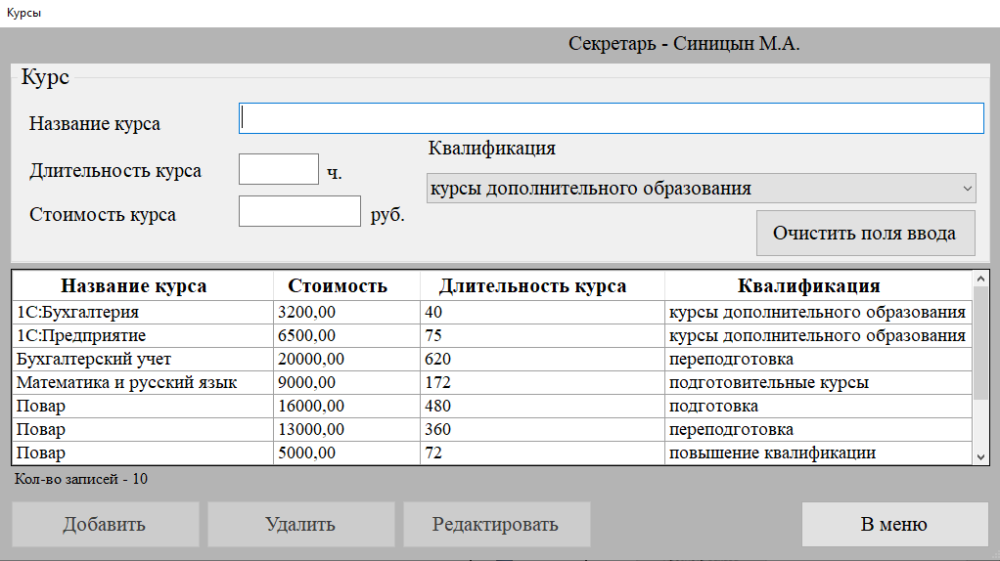 Курсы
Секретарь - Синицын М.А.
Курс
Название курса
Квалификация
Длительность курса ч.
курсы дополнительного образования
Стоимость курса руб.
Очистить поля ввода
Название курса Стоимость Длительность курса Квалификация
1С:Бухгалтерия 3200,00 40 курсы дополнительного образования
1С:Предприятие 6500,00 75 курсы дополнительного образования
Бухгалтерский учет 20000,00 620 переподготовка
Математика и русский язык 9000,00 172 подготовительные курсы
Повар 16000,00 480 подготовка
Повар 13000,00 360 переподготовка
Повар 5000,00 72 повышение квалификации
Кол-во записей - 10
Добавить Удалить Редактировать В меню